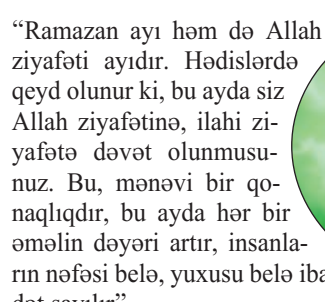 “Ramazan ayı həm də Allah
ziyafəti ayıdır. Hədislərdə
qeyd olunur ki, bu ayda siz
Allah ziyafətinə, ilahi zi-
yafətə dəvət olunmusu-
nuz. Bu, mənəvi bir qo-
naqlıqdır, bu ayda hər bir
əməlin dəyəri artır, insanla-
rın nəfəsi belə, yuxusu belə iba
dət sayılır”